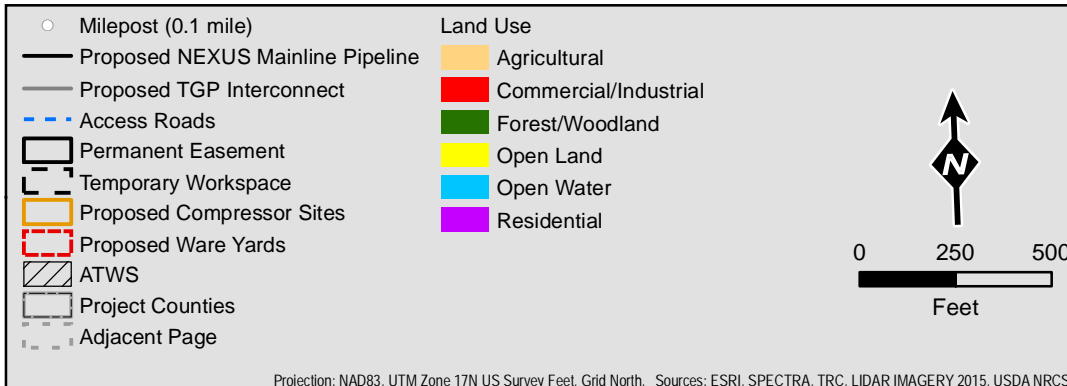 Milepost (0.1 mile)
Proposed NEXUS Mainline Pipeline
Proposed TGP Interconnect
Access Roads
Permanent Easement
Temporary Workspace
Proposed Compressor Sites
Proposed Ware Yards
ATWS
Project Counties
Adjacent Page
Land Use
Agricultural
Commercial/Industrial
Forest/Woodland
Open Land
Open Water
Residential
N
0 250 500
Feet
Projection: NAD83, UTM Zone 17N US Survey Feet, Grid North. Sources: ESRI, SPECTRA, TRC, LIDAR IMAGERY 2015, USDA NRCS